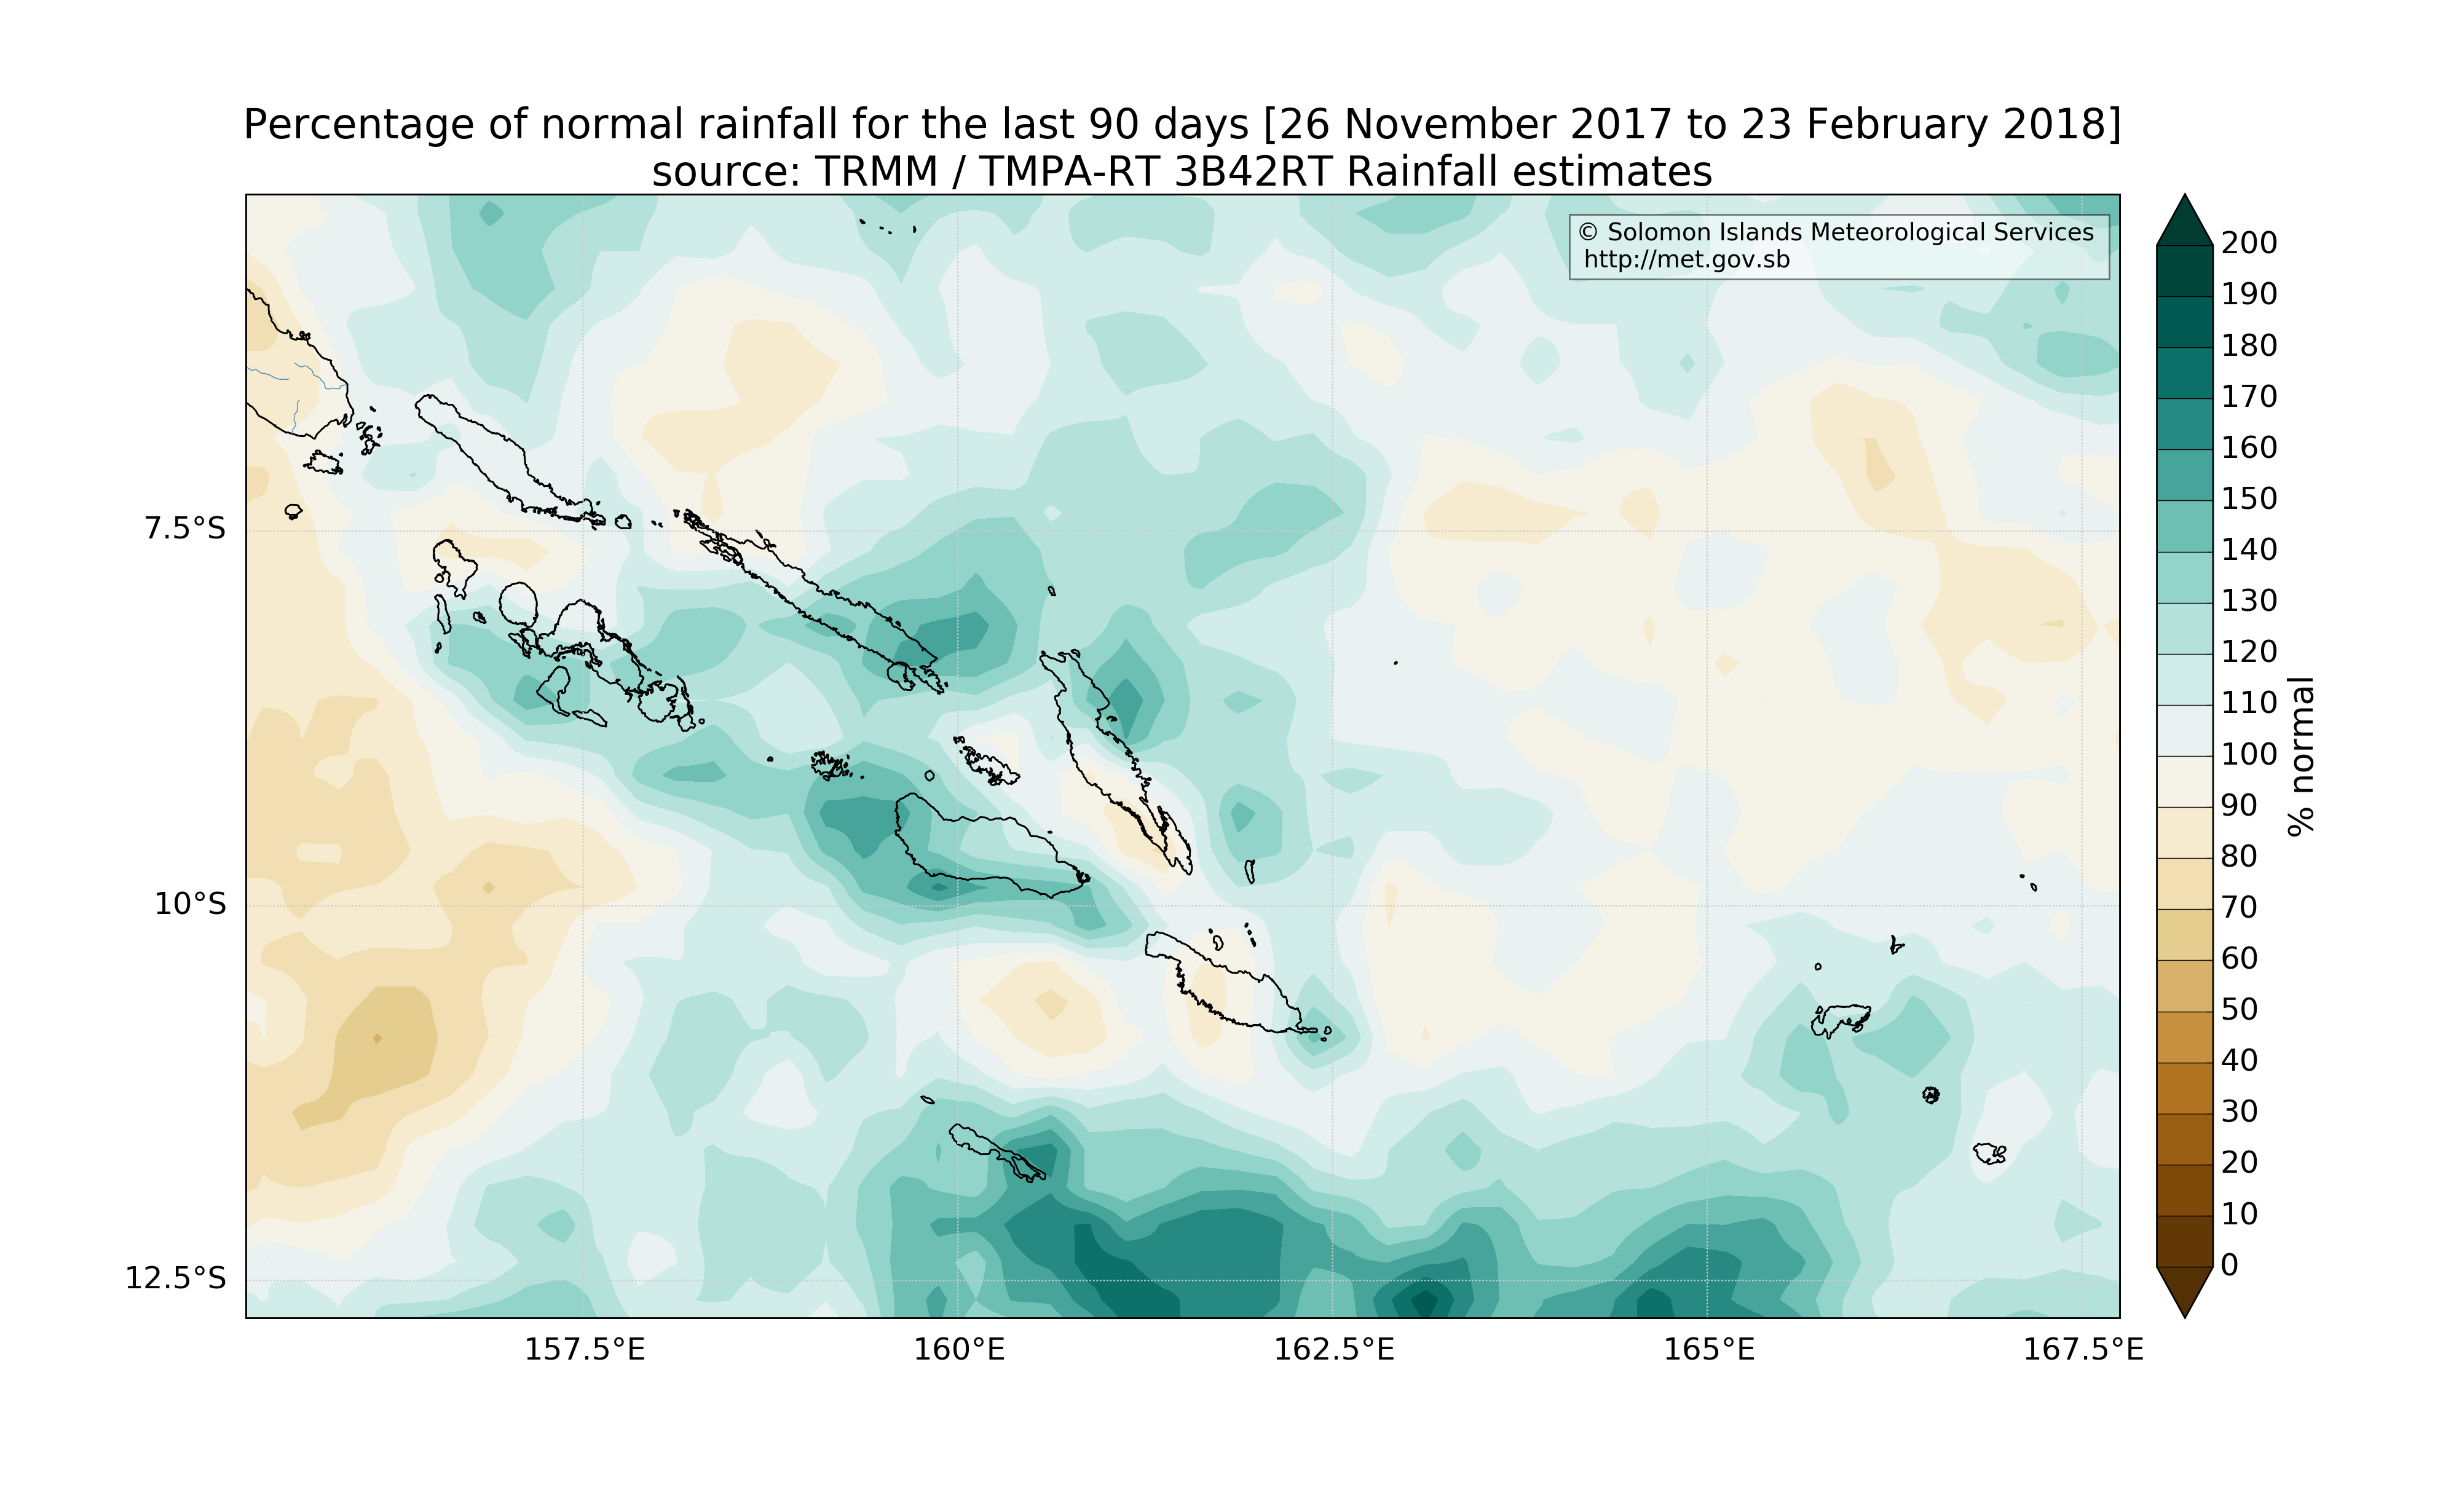 Percentage of normal rainfall for the last 90 days [26 November 2017 to 23 February 2018]
source: TRMM / TMPA-RT 3B42RT Rainfall estimates
© Solomon Islands Meteorological Services
http://met.gov.sb
7.5°S
10°S
12.5°S
157.5°E
160°E
162.5°E
165°E
167.5°E
200
190
180
170
160
150
140
130
120
110
100
90
80
70
60
50
40
30
20
10
0
% normal